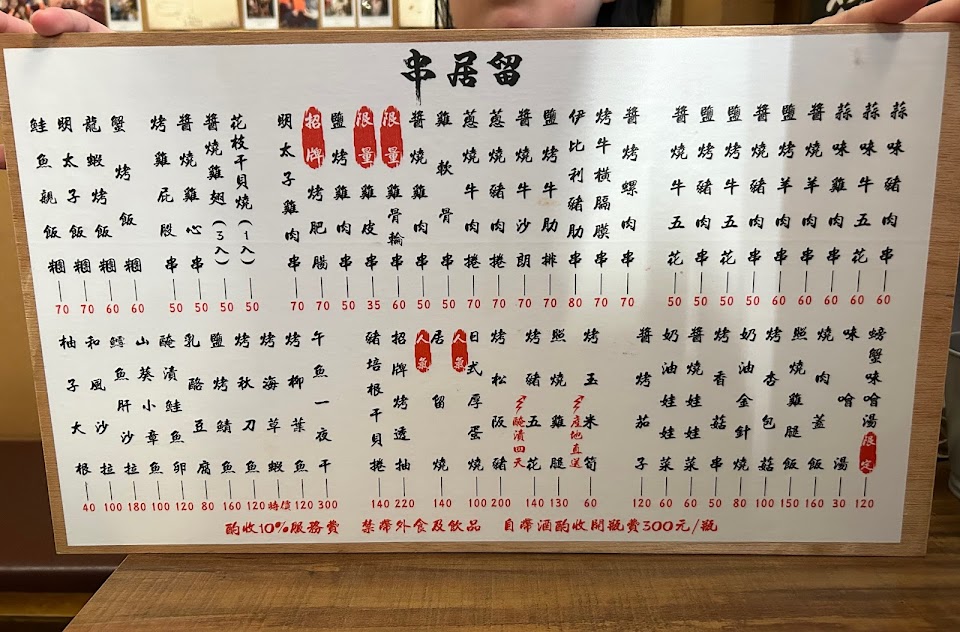 串居留
蒜味豬肉串 60
蒜味牛五花 60
蒜味雞肉串 60
醬烤羊肉串 60
鹽烤羊肉串 60
醬烤豬肉串 50
鹽烤牛五花 50
鹽烤豬肉串 50
醬燒牛五花 50
醬烤螺肉串 70
烤牛橫膈膜串 70
伊比利豬肋串 80
鹽烤牛肋排 70
醬燒牛沙朗 70
蔥燒豬肉捲 70
蔥燒牛肉捲 70
雞軟骨串 50
醬燒雞肉串 50
限量 雞骨輪串 60
限量 雞皮串 35
鹽烤雞肉串 50
招牌 烤肥腸 70
明太子雞肉串 70
花枝干貝燒(1入) 50
醬燒雞翅(3入) 50
醬燒雞心串 50
烤雞屁股串 50
蟹烤飯糰 60
龍蝦烤飯糰 60
明太子飯糰 70
鮭魚親飯糰 70
螃蟹味噌湯 限定 120
味噌湯 30
燒肉蓋飯 160
照燒雞腿飯 150
烤杏包菇 100
奶油金針燒 80
烤香菇串 50
醬燒娃娃菜 60
奶油娃娃菜 60
醬烤茄子 120
烤玉米筍 60
產地直送
照燒雞腿 130
烤豬五花 140
醃漬四天
烤松阪豬 200
人氣 日式厚蛋燒 100
人氣 居留燒 140
招牌烤透抽 220
豬培根干貝捲 140
午魚一夜干 300
烤柳葉魚 120
烤海草蝦 時價
烤秋刀魚 120
鹽烤鯖魚 160
乳酪豆腐 80
醃漬鮭魚卵 120
山葵小章魚 100
鱈魚肝沙拉 180
和風沙拉 100
柚子大根 40
酌收10%服務費 禁帶外食及飲品 自帶酒酌收開瓶費300元/瓶